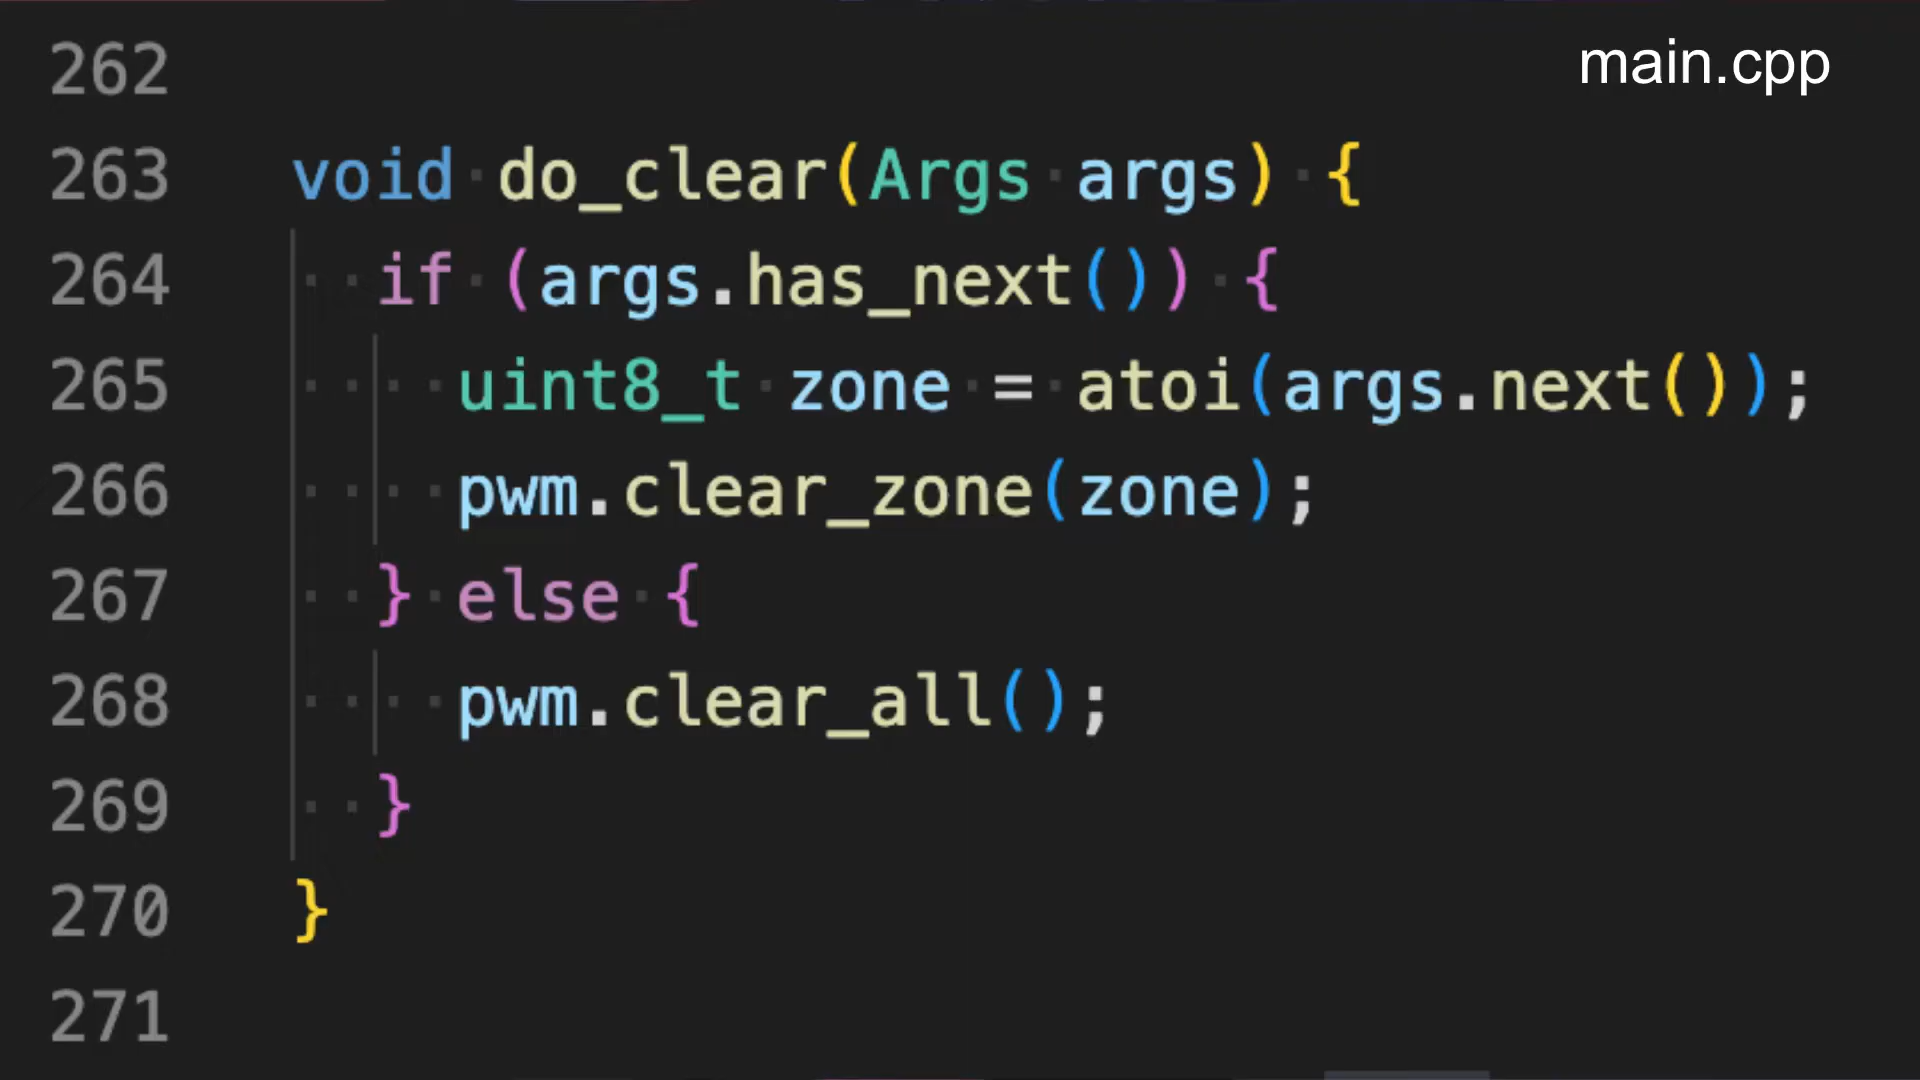 262
main.cpp
263 void do_clear(Args args) {
264   if (args.has_next()) {
265     uint8_t zone = atoi(args.next());
266     pwm.clear_zone(zone);
267   } else {
268     pwm.clear_all();
269   }
270 }
271